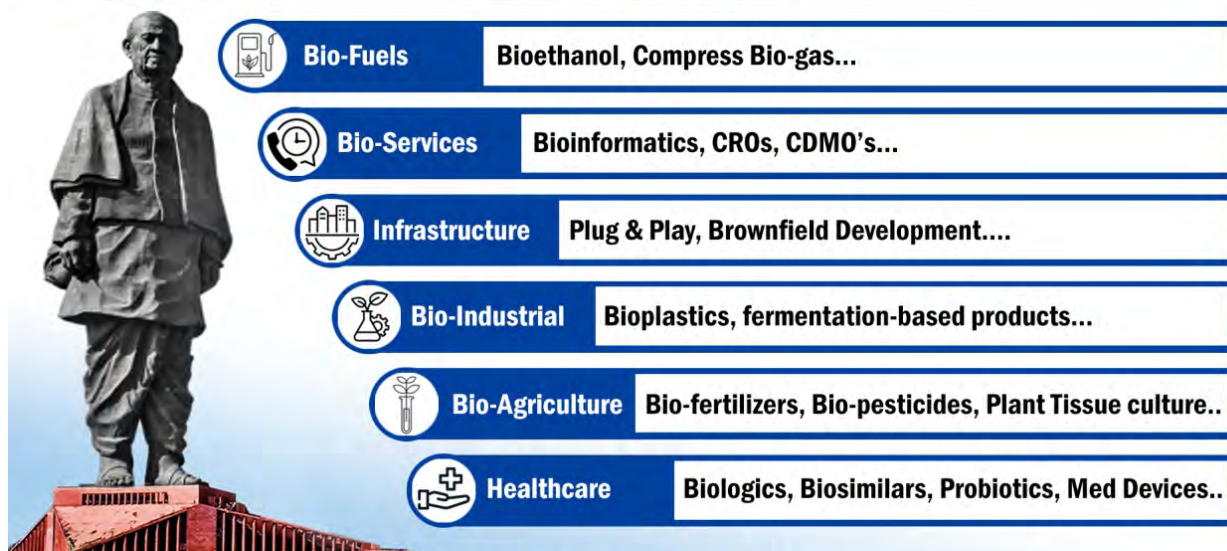 Bio-Fuels Bioethanol, Compress Bio-gas...
Bio-Services Bioinformatics, CROs, CDMO's...
Infrastructure Plug & Play, Brownfield Development....
Bio-Industrial Bioplastics, fermentation-based products...
Bio-Agriculture Bio-fertilizers, Bio-pesticides, Plant Tissue culture..
Healthcare Biologics, Biosimilars, Probiotics, Med Devices..